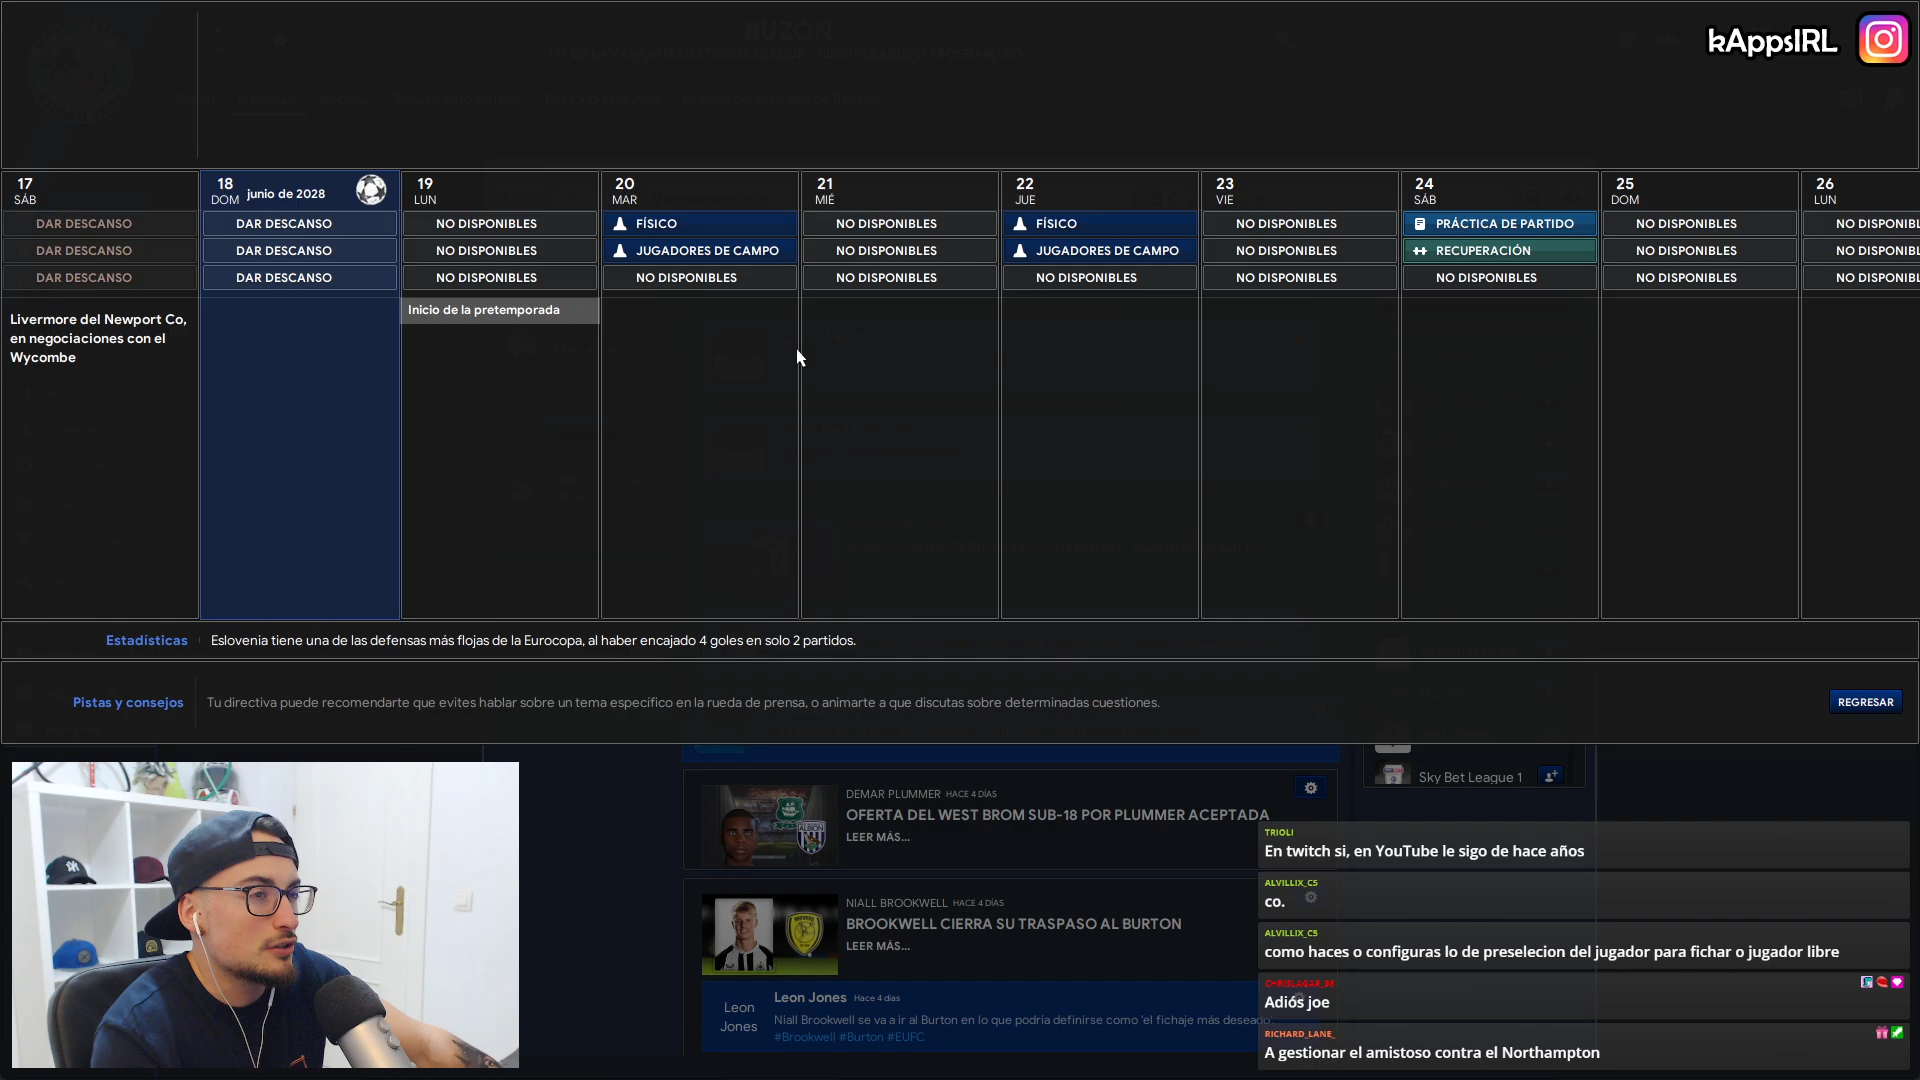 BUZÓN
kAppsIRL
17
SÁB
18
DOM junio de 2028
19
LUN
20
MAR
21
MIÉ
22
JUE
23
VIE
24
SÁB
25
DOM
26
LUN
DAR DESCANSO
DAR DESCANSO
NO DISPONIBLES
FÍSICO
NO DISPONIBLES
FÍSICO
NO DISPONIBLES
PRÁCTICA DE PARTIDO
NO DISPONIBLES
NO DISPONIBL
DAR DESCANSO
DAR DESCANSO
NO DISPONIBLES
JUGADORES DE CAMPO
NO DISPONIBLES
JUGADORES DE CAMPO
NO DISPONIBLES
RECUPERACIÓN
NO DISPONIBLES
NO DISPONIBL
DAR DESCANSO
DAR DESCANSO
NO DISPONIBLES
NO DISPONIBLES
NO DISPONIBLES
NO DISPONIBLES
NO DISPONIBLES
NO DISPONIBLES
NO DISPONIBLES
NO DISPONIBL
Livermore del Newport Co,
en negociaciones con el
Wycombe
Inicio de la pretemporada
Estadísticas Eslovenia tiene una de las defensas más flojas de la Eurocopa, al haber encajado 4 goles en solo 2 partidos.
Pistas y consejos Tu directiva puede recomendarte que evites hablar sobre un tema específico en la rueda de prensa, o animarte a que discutas sobre determinadas cuestiones.
REGRESAR
Sky Bet League 1
DEMAR PLUMMER HACE 4 DÍAS
OFERTA DEL WEST BROM SUB-18 POR PLUMMER ACEPTADA
LEER MÁS...
NIALL BROOKWELL HACE 4 DÍAS
BROOKWELL CIERRA SU TRASPASO AL BURTON
LEER MÁS...
Leon
Jones
Leon Jones Hace 4 días
Niall Brookwell se va a ir al Burton en lo que podría definirse como 'el fichaje más deseado'.
#Brookwell #Burton #EUFC
TRIOLI
En twitch si, en YouTube le sigo de hace años
ALVILLIX_C5
co.
ALVILLIX_C5
como haces o configuras lo de preselecion del jugador para fichar o jugador libre
Adiós joe
RICHARD_LANE_
A gestionar el amistoso contra el Northampton